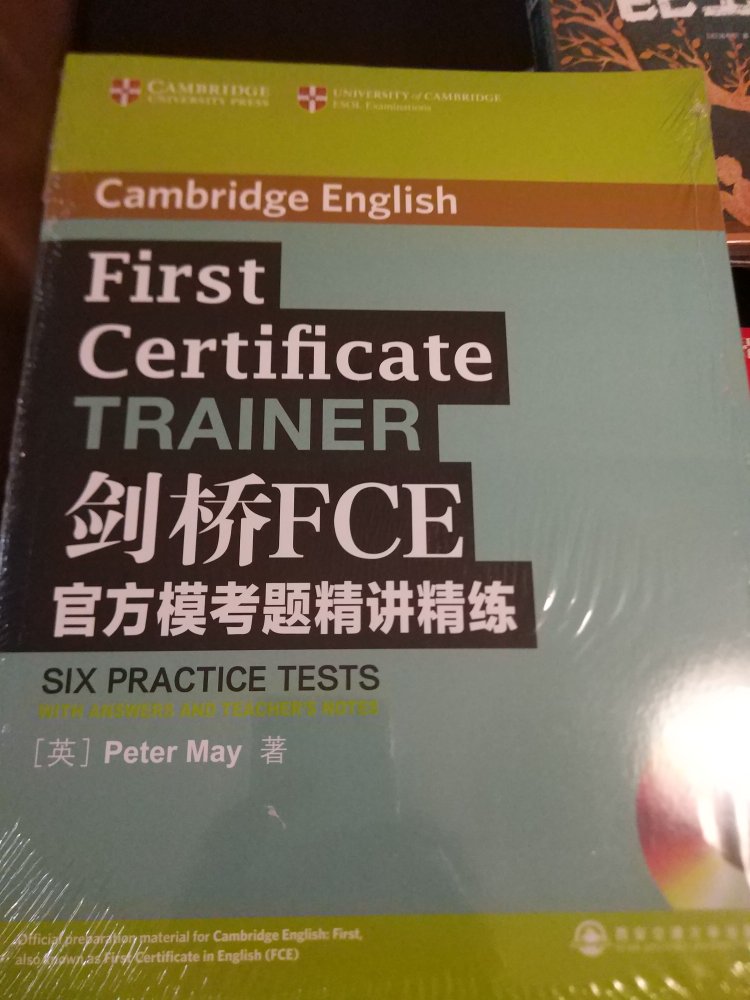 CAMBRIDGE
UNIVERSITY PRESS
UNIVERSITY of CAMBRIDGE
ESOL Examinations
Cambridge English
First
Certificate
TRAINER
剑桥FCE
官方模考题精讲精练
SIX PRACTICE TESTS
WITH ANSWERS AND TEACHER'S NOTES
[英] Peter May 著
Official preparation material for Cambridge English: First,
also known as First Certificate in English (FCE)